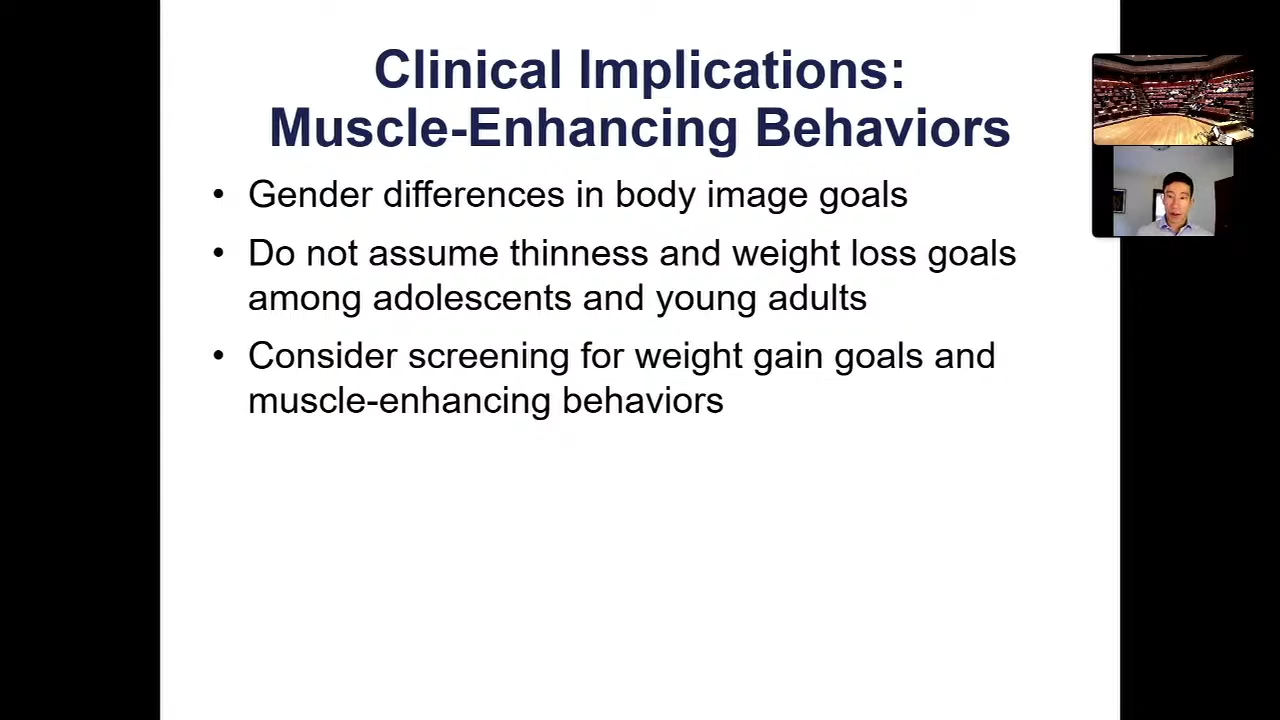 Clinical Implications:
Muscle-Enhancing Behaviors
• Gender differences in body image goals
• Do not assume thinness and weight loss goals
among adolescents and young adults
• Consider screening for weight gain goals and
muscle-enhancing behaviors